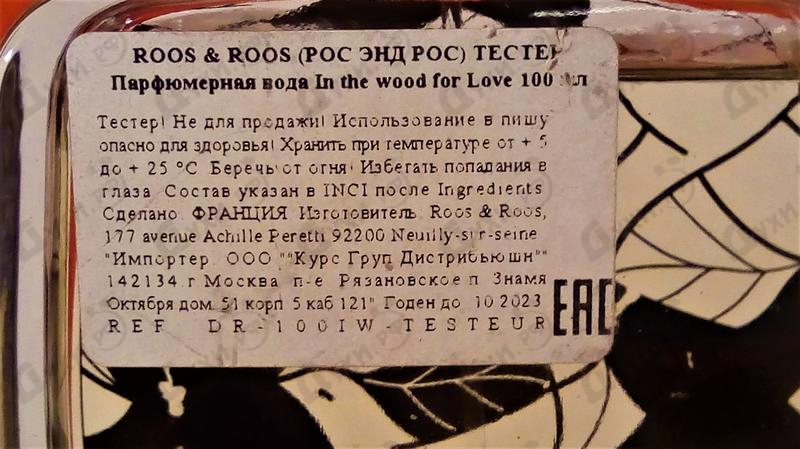 ROOS & ROOS (РОС ЭНД РОС) ТЕСТЕР
Парфюмерная вода In the wood for Love 100 мл
Тестер! Не для продажи! Использование в пищу
опасно для здоровья! Хранить при температуре от + 5
до + 25 °С Беречь от огня! Избегать попадания в
глаза Состав указан в INCI после Ingredients
Сделано ФРАНЦИЯ Изготовитель Roos & Roos,
177 avenue Achille Peretti 92200 Neuilly-sur-seine
"Импортер ООО ""Курс Груп Дистрибьюшн""
142134 г Москва п-е Рязановское п Знамя
Октября дом 51 корп 5 каб 121" Годен до 10 2023
REF DR-100IW-TESTEUR
EAC